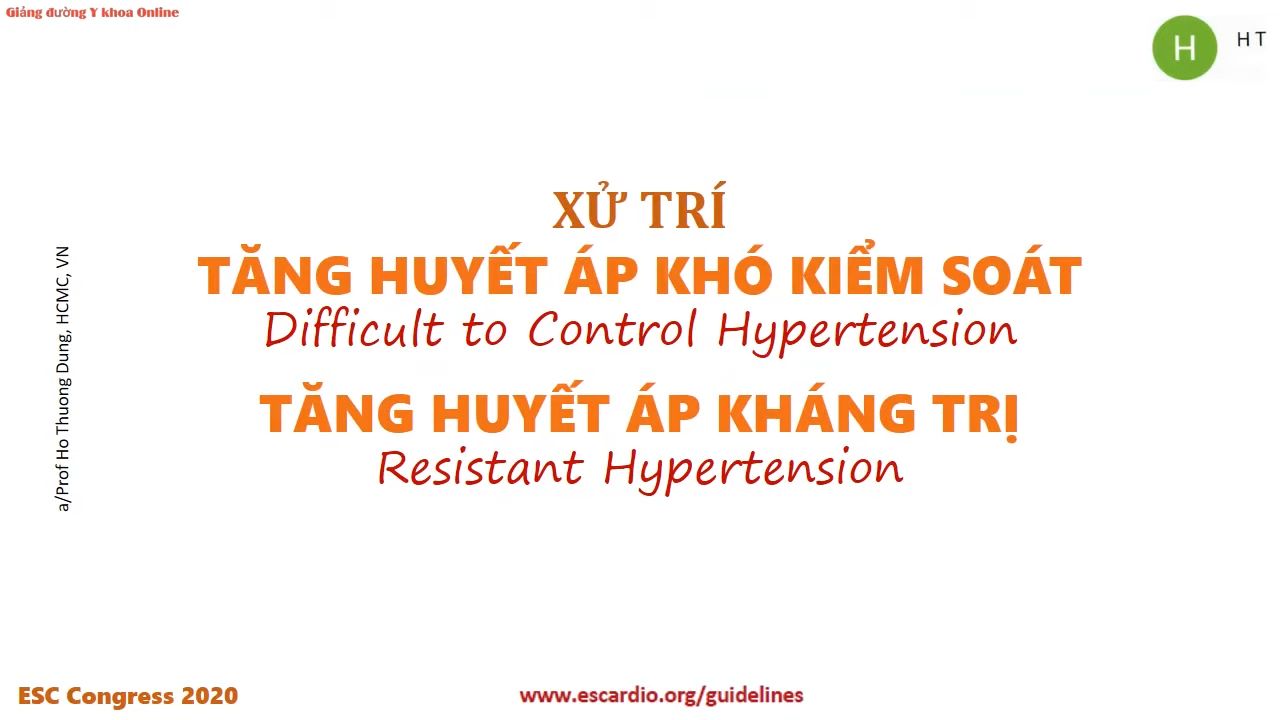 Giảng đường Y khoa Online
H
H T
XỬ TRÍ
TĂNG HUYẾT ÁP KHÓ KIỂM SOÁT
Difficult to Control Hypertension
TĂNG HUYẾT ÁP KHÁNG TRỊ
Resistant Hypertension
a/Prof Ho Thuong Dung, HCMC, VN
ESC Congress 2020
www.escardio.org/guidelines